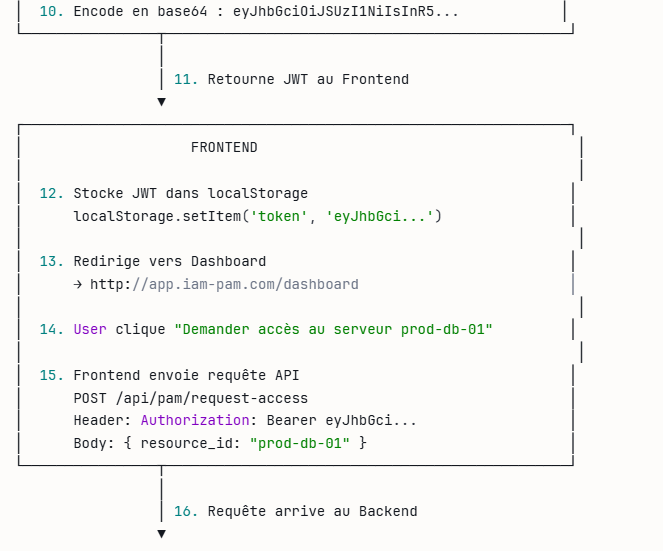 10. Encode en base64 : eyJhbGciOiJSUzI1NiIsInR5...
11. Retourne JWT au Frontend
FRONTEND
12. Stocke JWT dans localStorage
localStorage.setItem('token', 'eyJhbGci...')
13. Redirige vers Dashboard
→ http://app.iam-pam.com/dashboard
14. User clique "Demander accès au serveur prod-db-01"
15. Frontend envoie requête API
POST /api/pam/request-access
Header: Authorization: Bearer eyJhbGci...
Body: { resource_id: "prod-db-01" }
16. Requête arrive au Backend